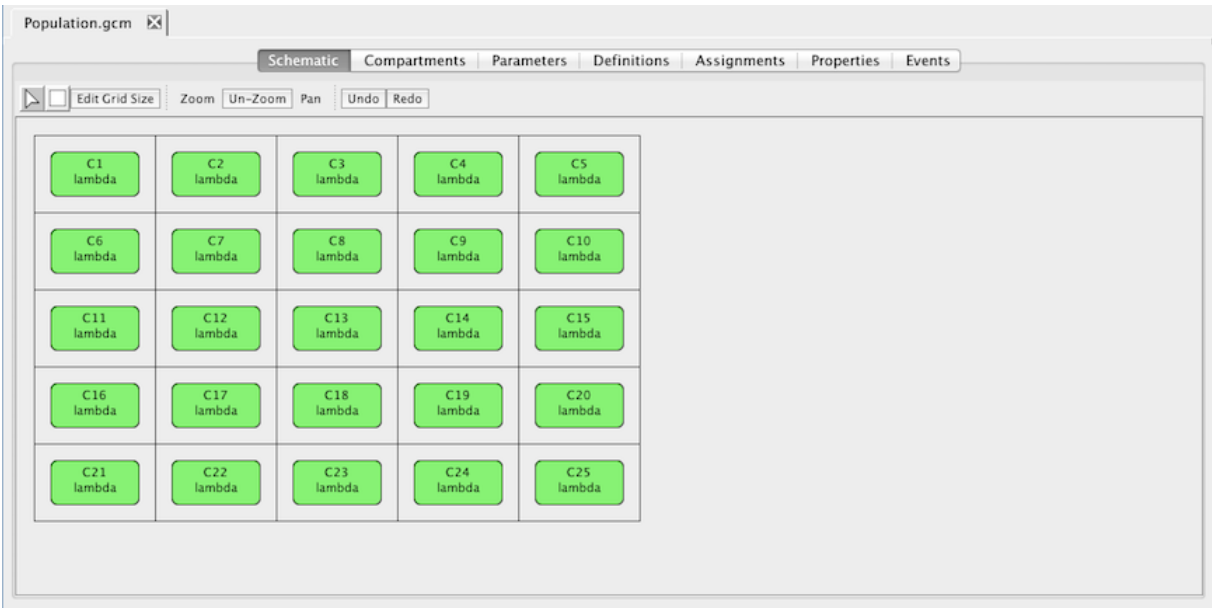 Population.gcm
Schematic Compartments Parameters Definitions Assignments Properties Events
Edit Grid Size Zoom Un-Zoom Pan Undo Redo
C1 C2 C3 C4 C5
lambda lambda lambda lambda lambda
C6 C7 C8 C9 C10
lambda lambda lambda lambda lambda
C11 C12 C13 C14 C15
lambda lambda lambda lambda lambda
C16 C17 C18 C19 C20
lambda lambda lambda lambda lambda
C21 C22 C23 C24 C25
lambda lambda lambda lambda lambda